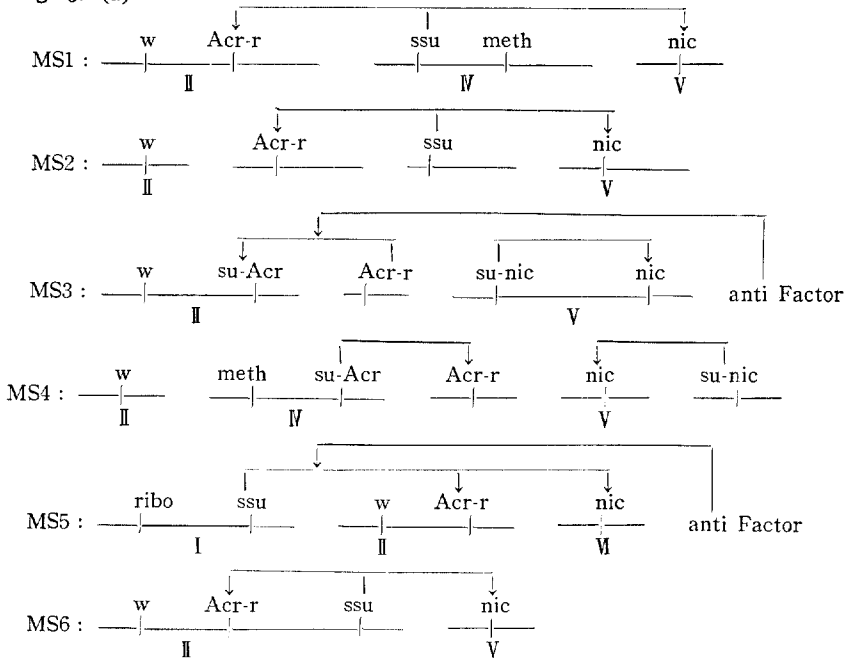 w Acr-r ssu meth nic
MS1 :
Ⅱ Ⅳ Ⅴ
w Acr-r ssu nic
MS2 :
Ⅱ Ⅴ
w su-Acr Acr-r su-nic nic
MS3 : anti Factor
Ⅱ Ⅴ
w meth su-Acr Acr-r nic su-nic
MS4 :
Ⅱ Ⅳ Ⅴ
ribo ssu w Acr-r nic
MS5 : anti Factor
Ⅰ Ⅱ Ⅵ
w Acr-r ssu nic
MS6 :
Ⅱ Ⅴ